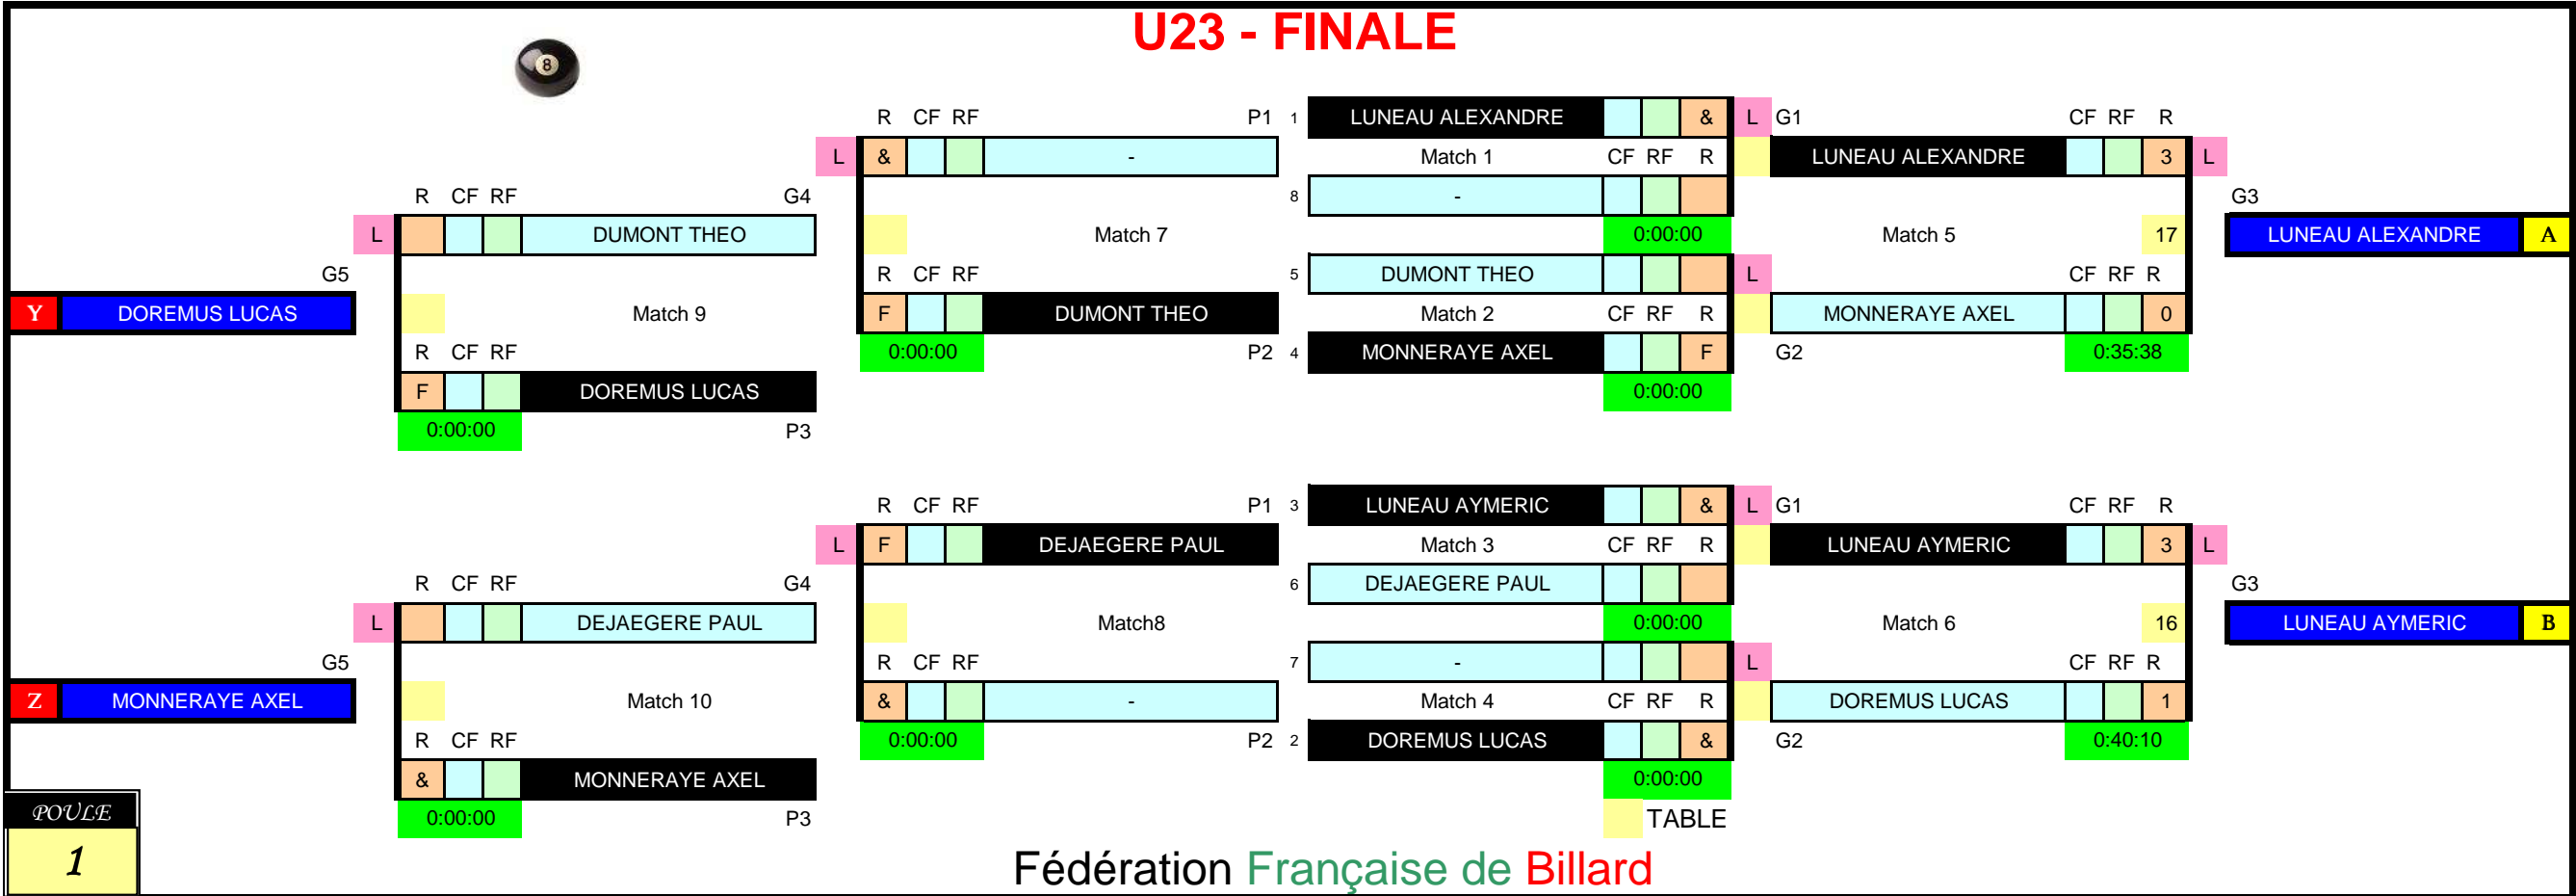 U23 - FINALE
8
R CF RF P1 1 LUNEAU ALEXANDRE & L G1 CF RF R
L & - Match 1 CF RF R LUNEAU ALEXANDRE 3 L
R CF RF G4 8 - G3
L DUMONT THEO Match 7 0:00:00 Match 5 17 LUNEAU ALEXANDRE A
G5 R CF RF 5 DUMONT THEO L CF RF R
Y DOREMUS LUCAS Match 9 F DUMONT THEO Match 2 CF RF R MONNERAYE AXEL 0
R CF RF 0:00:00 P2 4 MONNERAYE AXEL F G2 0:35:38
F DOREMUS LUCAS 0:00:00
0:00:00 P3
R CF RF P1 3 LUNEAU AYMERIC & L G1 CF RF R
L F DEJAEGERE PAUL Match 3 CF RF R LUNEAU AYMERIC 3 L
R CF RF G4 6 DEJAEGERE PAUL G3
L DEJAEGERE PAUL Match8 0:00:00 Match 6 16 LUNEAU AYMERIC B
G5 R CF RF 7 - L CF RF R
Z MONNERAYE AXEL Match 10 & - Match 4 CF RF R DOREMUS LUCAS 1
R CF RF 0:00:00 P2 2 DOREMUS LUCAS & G2 0:40:10
& MONNERAYE AXEL 0:00:00
POULE 0:00:00 P3 TABLE
1
Fédération Française de Billard